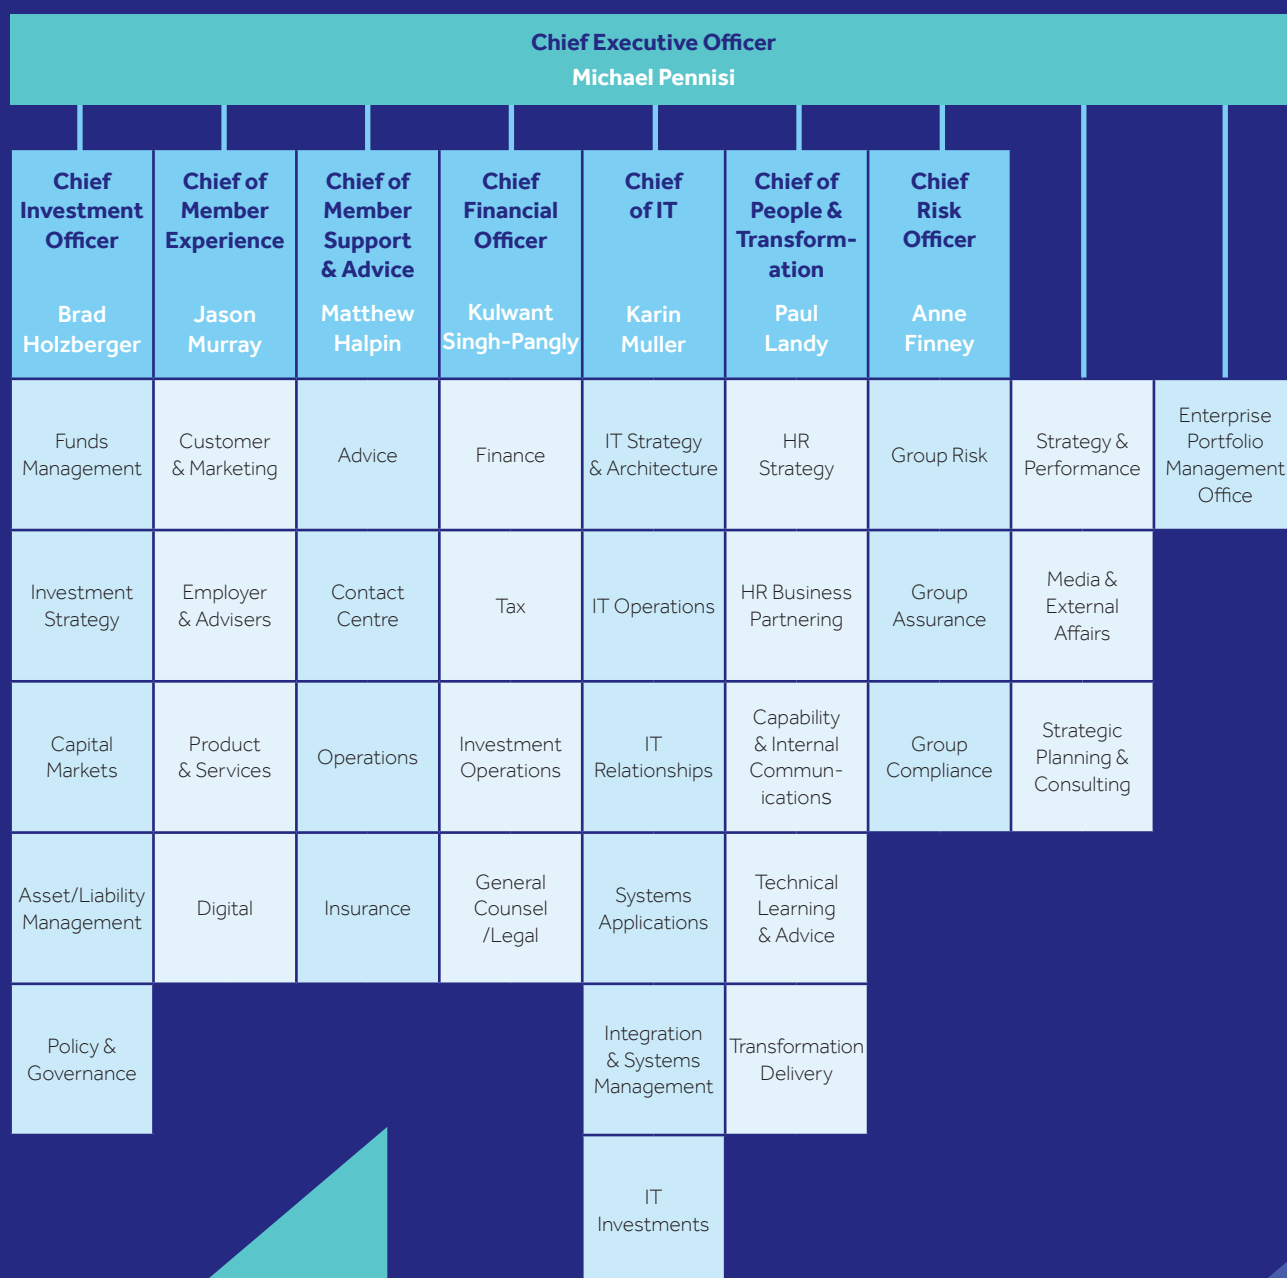 Chief Executive Officer
Michael Pennisi
Chief
Investment
Officer
Brad
Holzberger
Chief of
Member
Experience
Jason
Murray
Chief of
Member
Support
& Advice
Matthew
Halpin
Chief
Financial
Officer
Kulwant
Singh-Pangly
Chief
of IT
Karin
Muller
Chief of
People &
Transform-
ation
Paul
Landy
Chief
Risk
Officer
Anne
Finney
Funds
Management
Customer
& Marketing
Advice
Finance
IT Strategy
& Architecture
HR
Strategy
Group Risk
Strategy &
Performance
Enterprise
Portfolio
Management
Office
Investment
Strategy
Employer
& Advisers
Contact
Centre
Tax
IT Operations
HR Business
Partnering
Group
Assurance
Media &
External
Affairs
Capital
Markets
Product
& Services
Operations
Investment
Operations
IT
Relationships
Capability
& Internal
Commun-
ications
Group
Compliance
Strategic
Planning &
Consulting
Asset/Liability
Management
Digital
Insurance
General
Counsel
/Legal
Systems
Applications
Technical
Learning
& Advice
Policy &
Governance
Integration
& Systems
Management
Transformation
Delivery
IT
Investments